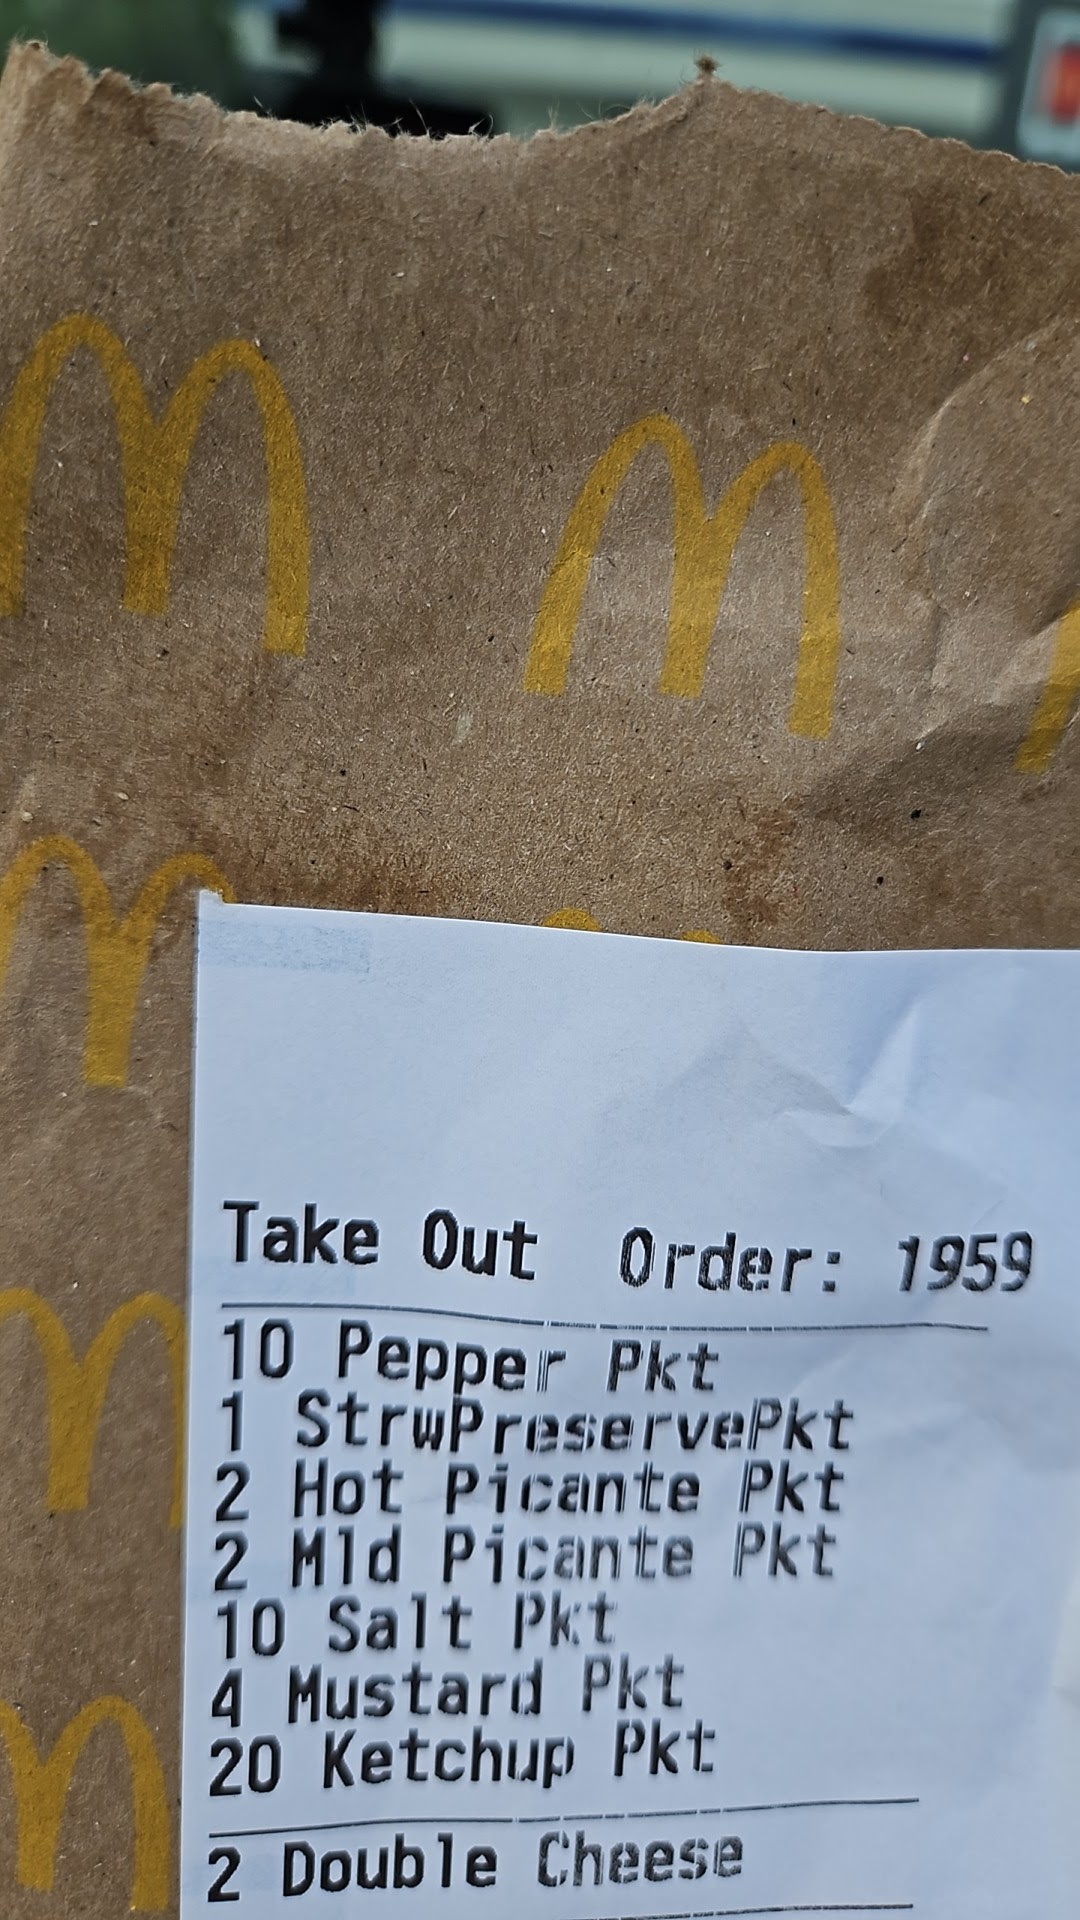 Take Out Order: 1959
10 Pepper Pkt
1 StrwPreservePkt
2 Hot Picante Pkt
2 Mld Picante Pkt
10 Salt Pkt
4 Mustard Pkt
20 Ketchup Pkt
2 Double Cheese